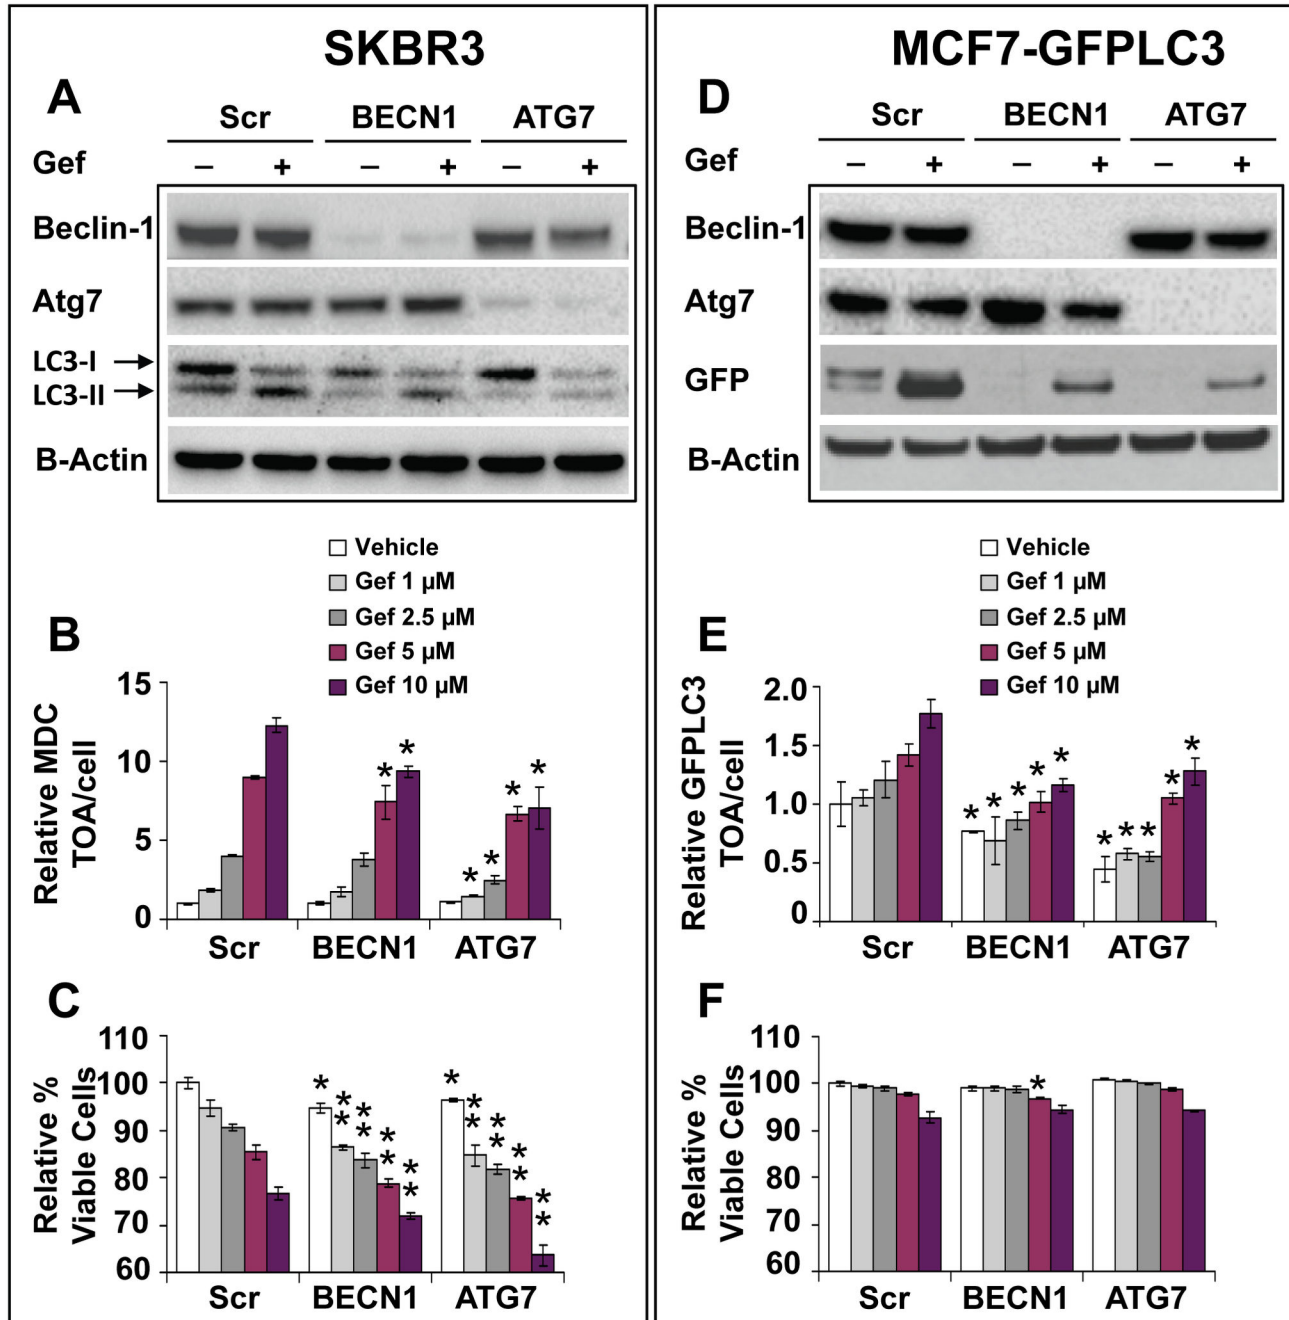 SKBR3
A
Scr BECN1 ATG7
Gef – + – + – +
Beclin-1
Atg7
LC3-I
LC3-II
B-Actin
Vehicle
Gef 1 µM
Gef 2.5 µM
Gef 5 µM
Gef 10 µM
B
Relative MDC
TOA/cell
15
10
5
0
* * * * * *
Scr BECN1 ATG7
C
Relative %
Viable Cells
110
100
90
80
70
60
* ** ** ** ** * ** ** ** **
Scr BECN1 ATG7
MCF7-GFPLC3
D
Scr BECN1 ATG7
Gef – + – + – +
Beclin-1
Atg7
GFP
B-Actin
Vehicle
Gef 1 µM
Gef 2.5 µM
Gef 5 µM
Gef 10 µM
E
Relative GFPLC3
TOA/cell
2.0
1.5
1.0
0.5
0
* * * * * * * * * *
Scr BECN1 ATG7
F
Relative %
Viable Cells
110
100
90
80
70
60
*
Scr BECN1 ATG7